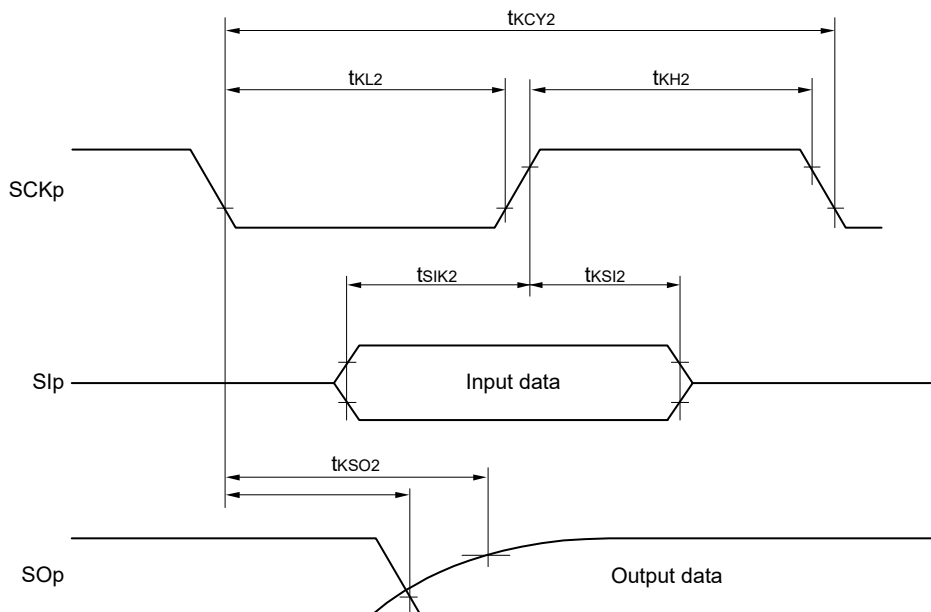 tKCY2
tKL2
tKH2
SCKp
tSIK2
tKSI2
SIp
Input data
tKSO2
SOp
Output data